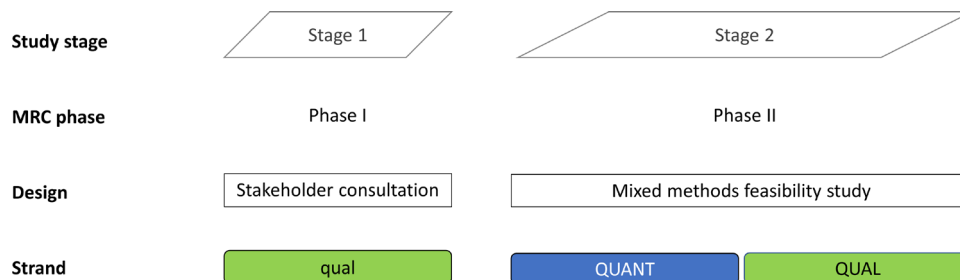 Study stage Stage 1 Stage 2
MRC phase Phase I Phase II
Design Stakeholder consultation Mixed methods feasibility study
Strand qual QUANT QUAL